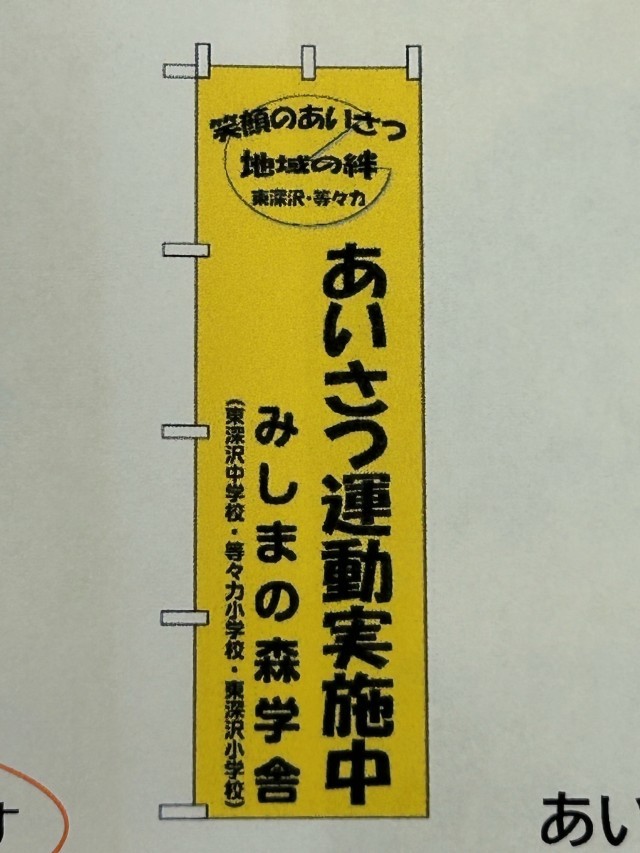 笑顔のあいさつ
地域の絆
東深沢・等々力
あいさつ運動実施中
みしまの森学舎
(東深沢中学校・等々力小学校・東深沢小学校)
す
あい